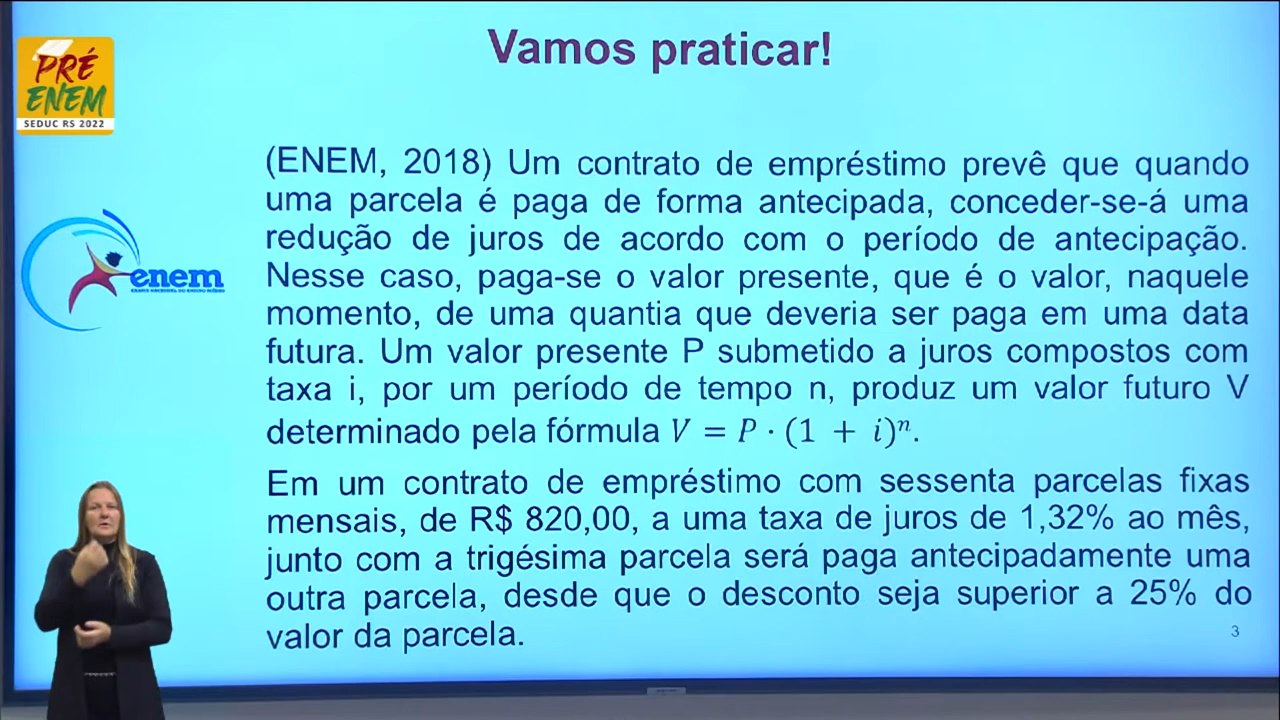 Vamos praticar!
PRÉ
ENEM
SEDUC RS 2022
(ENEM, 2018) Um contrato de empréstimo prevê que quando
uma parcela é paga de forma antecipada, conceder-se-á uma
redução de juros de acordo com o período de antecipação.
Nesse caso, paga-se o valor presente, que é o valor, naquele
momento, de uma quantia que deveria ser paga em uma data
futura. Um valor presente P submetido a juros compostos com
taxa i, por um período de tempo n, produz um valor futuro V
determinado pela fórmula V = P · (1 + i)ⁿ.
enem
EXAME NACIONAL DO ENSINO MÉDIO
Em um contrato de empréstimo com sessenta parcelas fixas
mensais, de R$ 820,00, a uma taxa de juros de 1,32% ao mês,
junto com a trigésima parcela será paga antecipadamente uma
outra parcela, desde que o desconto seja superior a 25% do
valor da parcela.
3